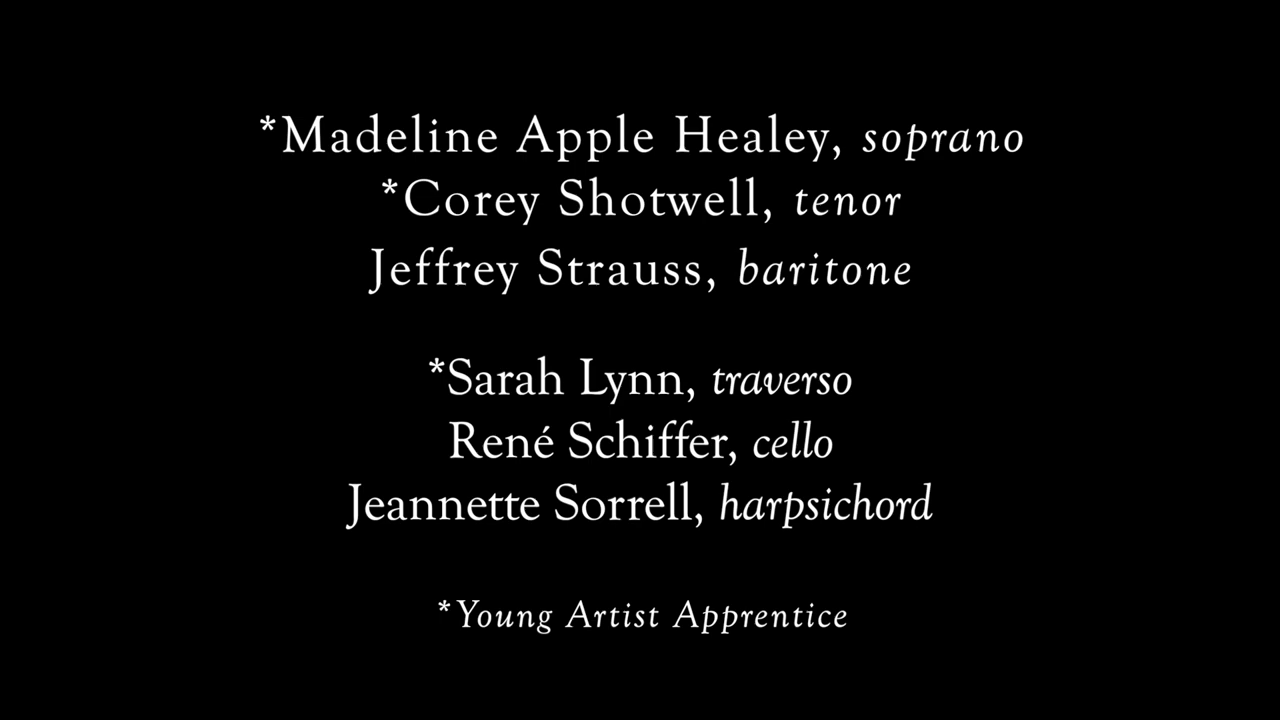 *Madeline Apple Healey, soprano
*Corey Shotwell, tenor
Jeffrey Strauss, baritone
*Sarah Lynn, traverso
René Schiffer, cello
Jeannette Sorrell, harpsichord
*Young Artist Apprentice